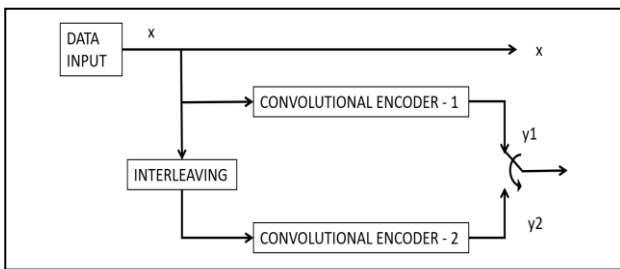 DATA
INPUT
x
x
CONVOLUTIONAL ENCODER - 1
y1
INTERLEAVING
y2
CONVOLUTIONAL ENCODER - 2